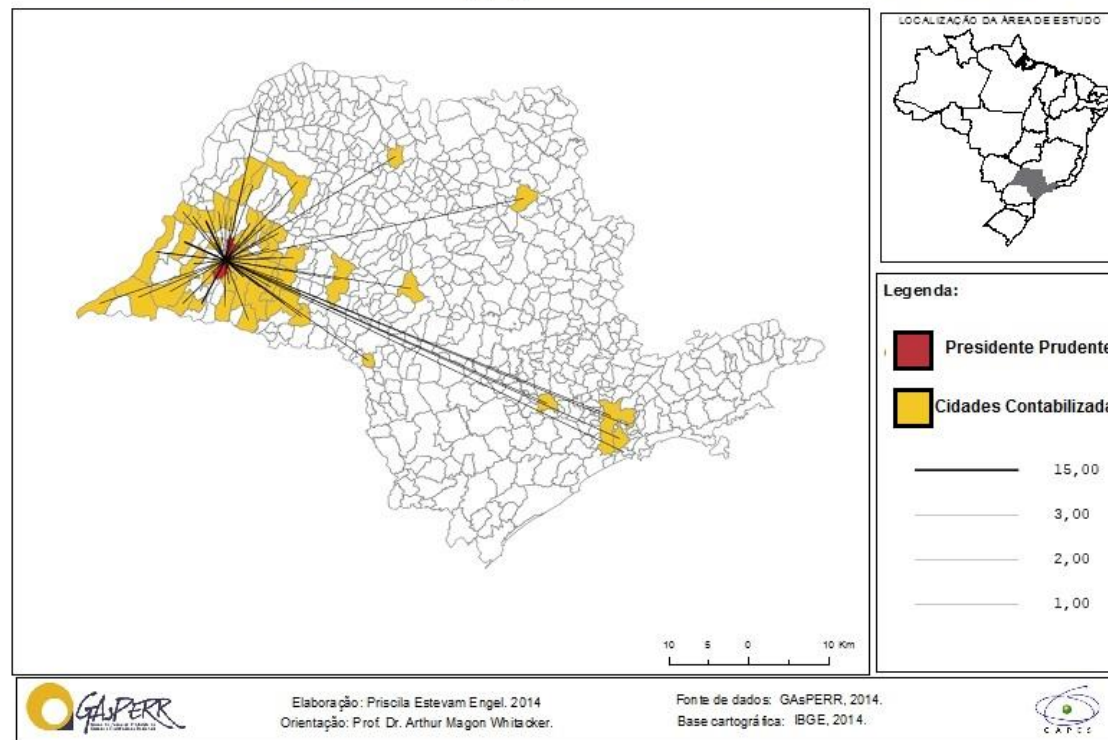 LOCALIZAÇÃO DA ÁREA DE ESTUDO
Legenda:
Presidente Prudente
Cidades Contabilizada
15,00
3,00
2,00
1,00
10 5 0 10 Km
GAsPERR
Elaboração: Priscila Estevam Engel. 2014
Orientação: Prof. Dr. Arthur Magon Whitacker.
Fonte de dados: GAsPERR, 2014.
Base cartográfica: IBGE, 2014.
CAPES